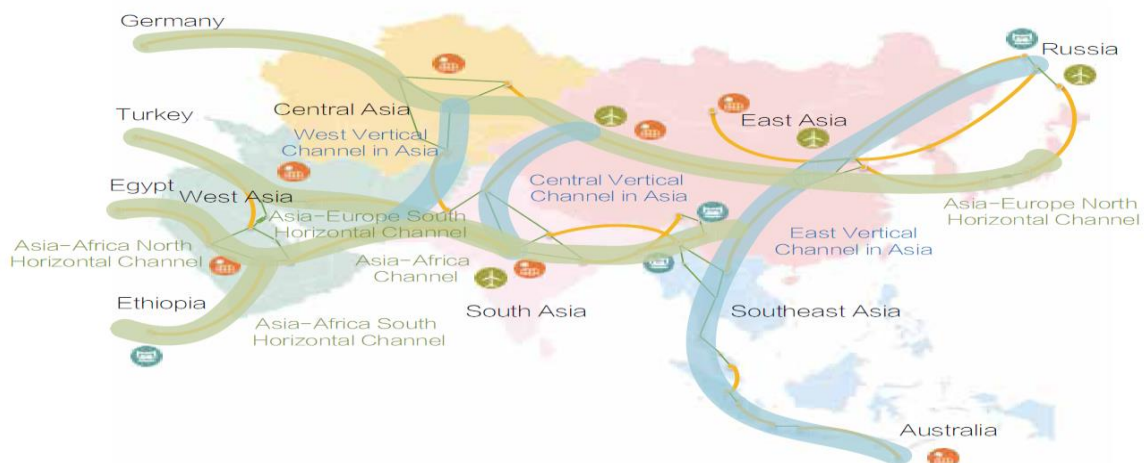 Germany
Russia
Turkey
Central Asia
East Asia
West Vertical
Channel in Asia
Egypt
West Asia
Central Vertical
Channel in Asia
Asia-Europe South
Horizontal Channel
Asia-Europe North
Horizontal Channel
Asia-Africa North
Horizontal Channel
Asia-Africa
Channel
East Vertical
Channel in Asia
Ethiopia
Asia-Africa South
Horizontal Channel
South Asia
Southeast Asia
Australia